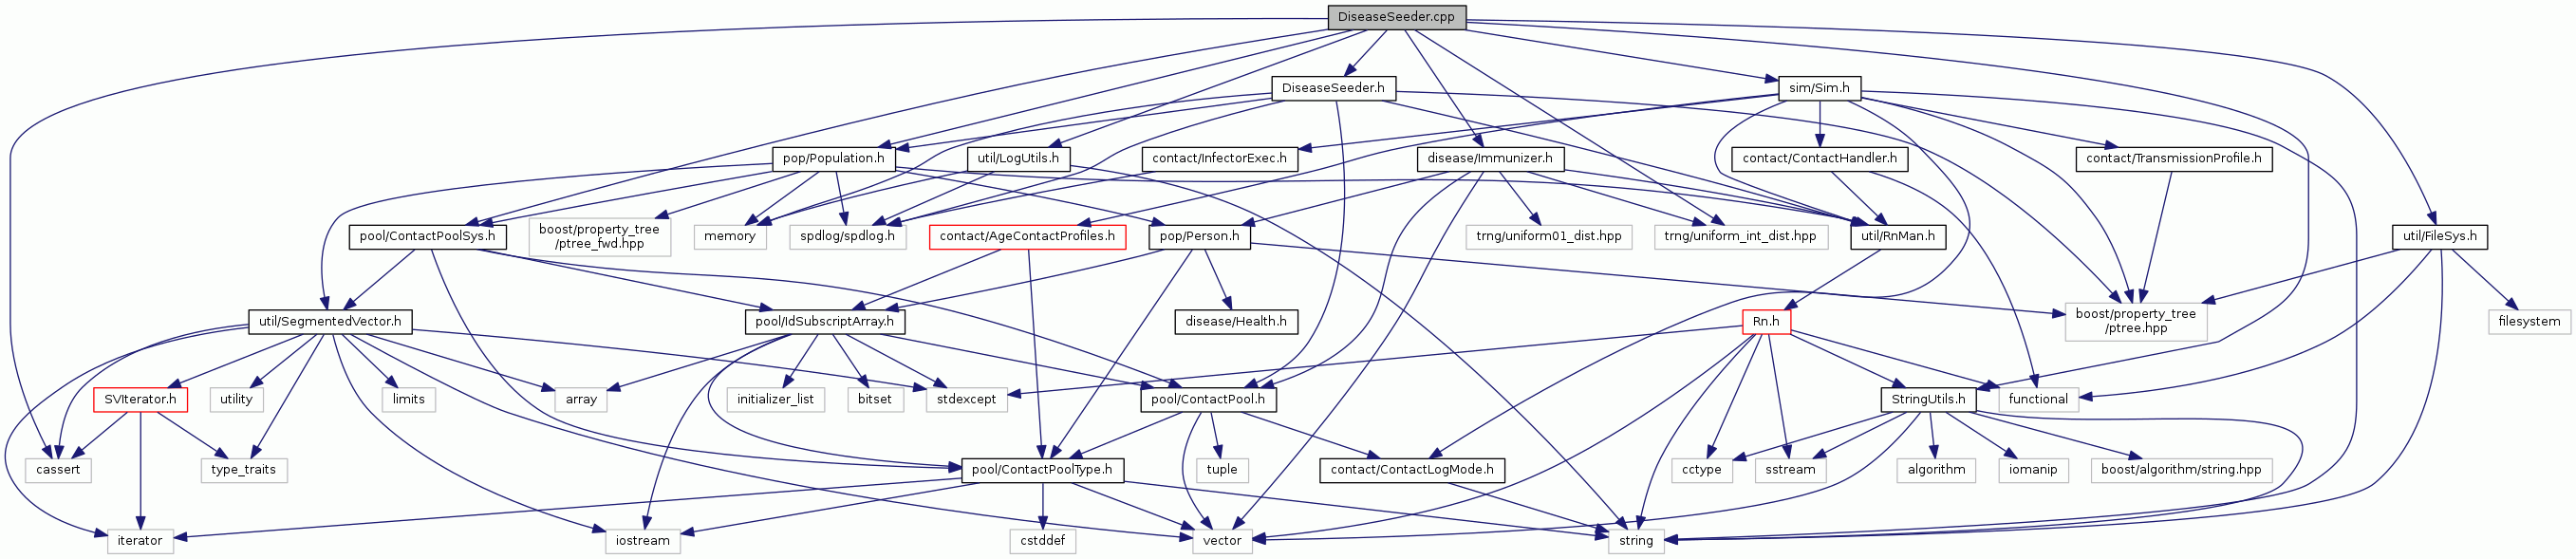 DiseaseSeeder.cpp
DiseaseSeeder.h
sim/Sim.h
pop/Population.h
util/LogUtils.h
contact/InfectorExec.h
disease/Immunizer.h
contact/ContactHandler.h
contact/TransmissionProfile.h
pool/ContactPoolSys.h
boost/property_tree
/ptree_fwd.hpp
memory
spdlog/spdlog.h
contact/AgeContactProfiles.h
pop/Person.h
trng/uniform01_dist.hpp
trng/uniform_int_dist.hpp
util/RnMan.h
util/FileSys.h
util/SegmentedVector.h
pool/IdSubscriptArray.h
disease/Health.h
Rn.h
boost/property_tree
/ptree.hpp
filesystem
SVIterator.h
utility
limits
array
initializer_list
bitset
stdexcept
pool/ContactPool.h
StringUtils.h
functional
cassert
type_traits
pool/ContactPoolType.h
tuple
contact/ContactLogMode.h
cctype
sstream
algorithm
iomanip
boost/algorithm/string.hpp
iterator
iostream
cstddef
vector
string